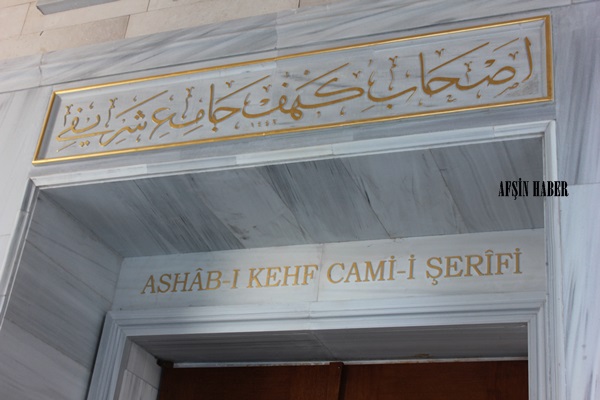 اصحاب كهف جامع شريفى
AFŞİN HABER
ASHÂB-I KEHF CAMİ-İ ŞERÎFİ